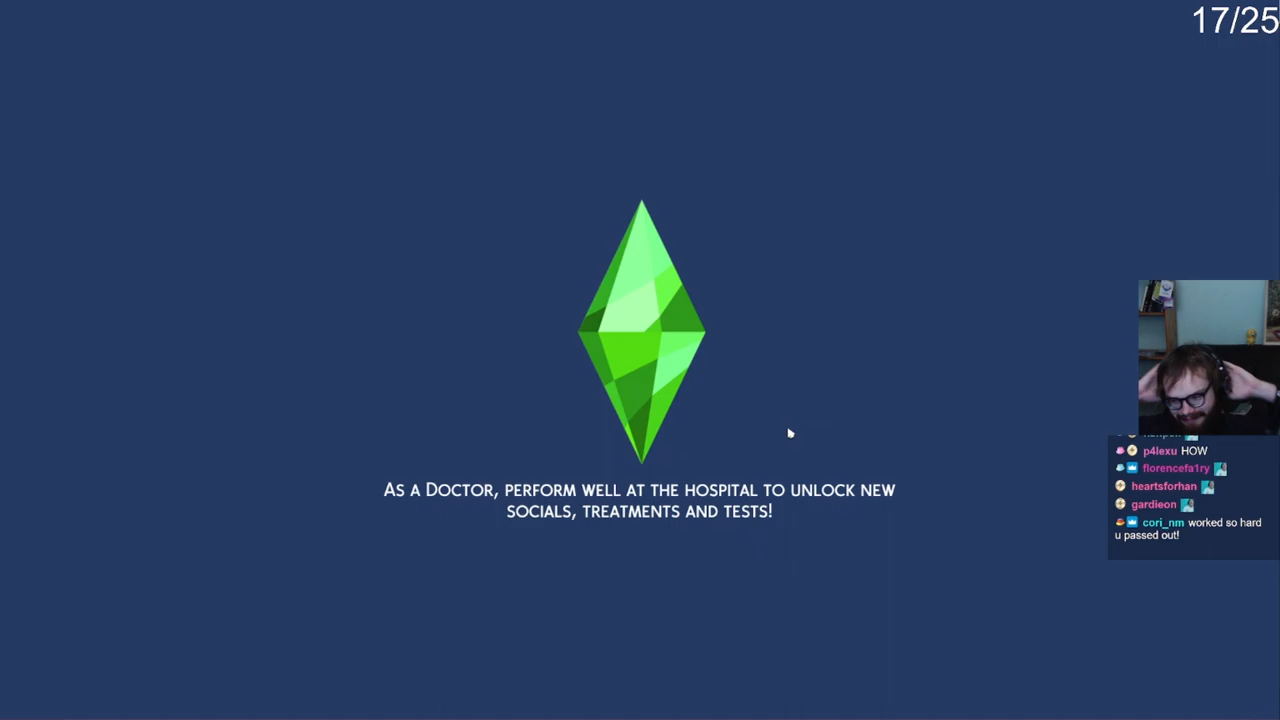 17/25
AS A DOCTOR, PERFORM WELL AT THE HOSPITAL TO UNLOCK NEW
SOCIALS, TREATMENTS AND TESTS!
p4lexu HOW
florencefa1ry
heartsforhan
gardieon
cori_nm worked so hard
u passed out!